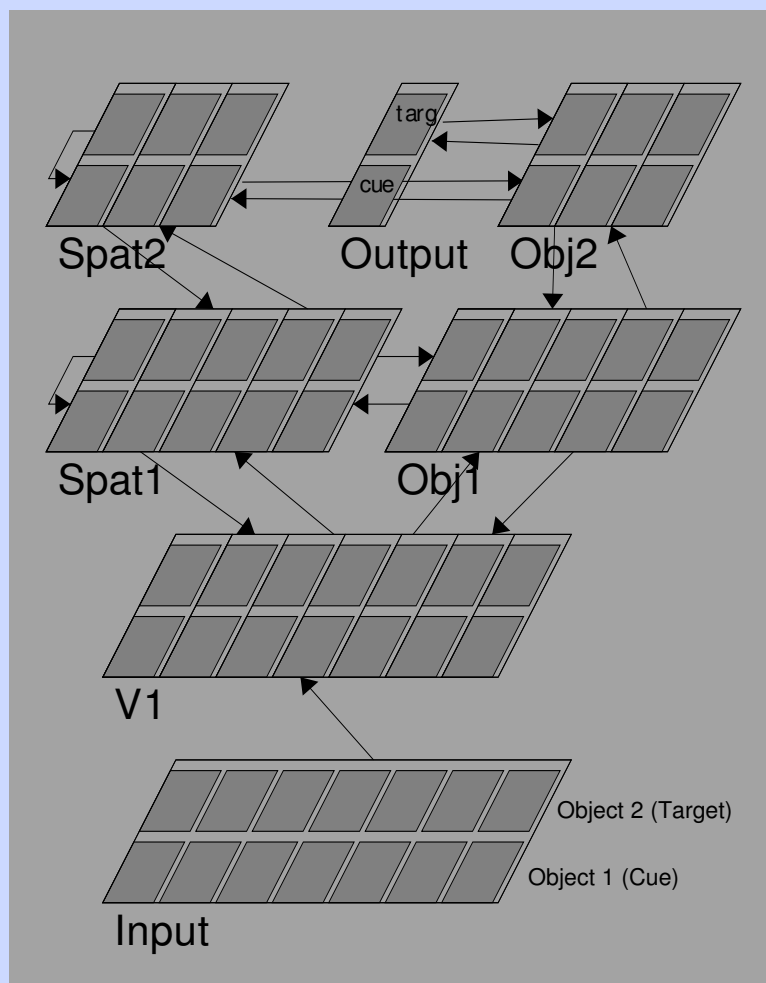 targ
cue
Spat2 Output Obj2
Spat1 Obj1
V1
Object 2 (Target)
Object 1 (Cue)
Input